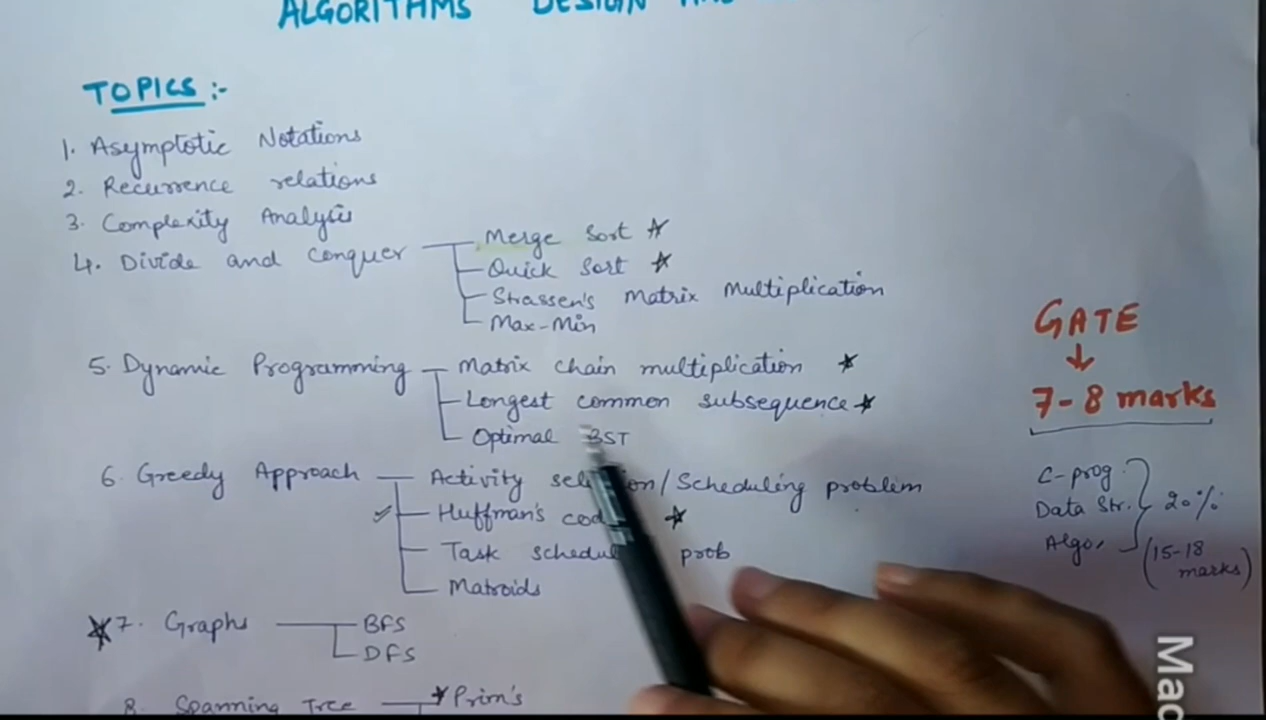 ALGORITHMS DESIGN
TOPICS :-
1. Asymptotic Notations
2. Recurrence relations
3. Complexity Analysis
4. Divide and conquer
Merge Sort ☆
Quick Sort ☆
Strassen's Matrix Multiplication
Max-Min
5. Dynamic Programming
Matrix chain multiplication ★
Longest common subsequence ★
Optimal BST
6. Greedy Approach
Activity / Scheduling problem
Huffman's ★
Task prob
Matroids
★ 7. Graphs
BFS
DFS
8. Spanning Tree
★ Prim's
GATE
↓
7-8 marks
C-prog.
Data Str.
Algo.
20%
(15-18
marks)